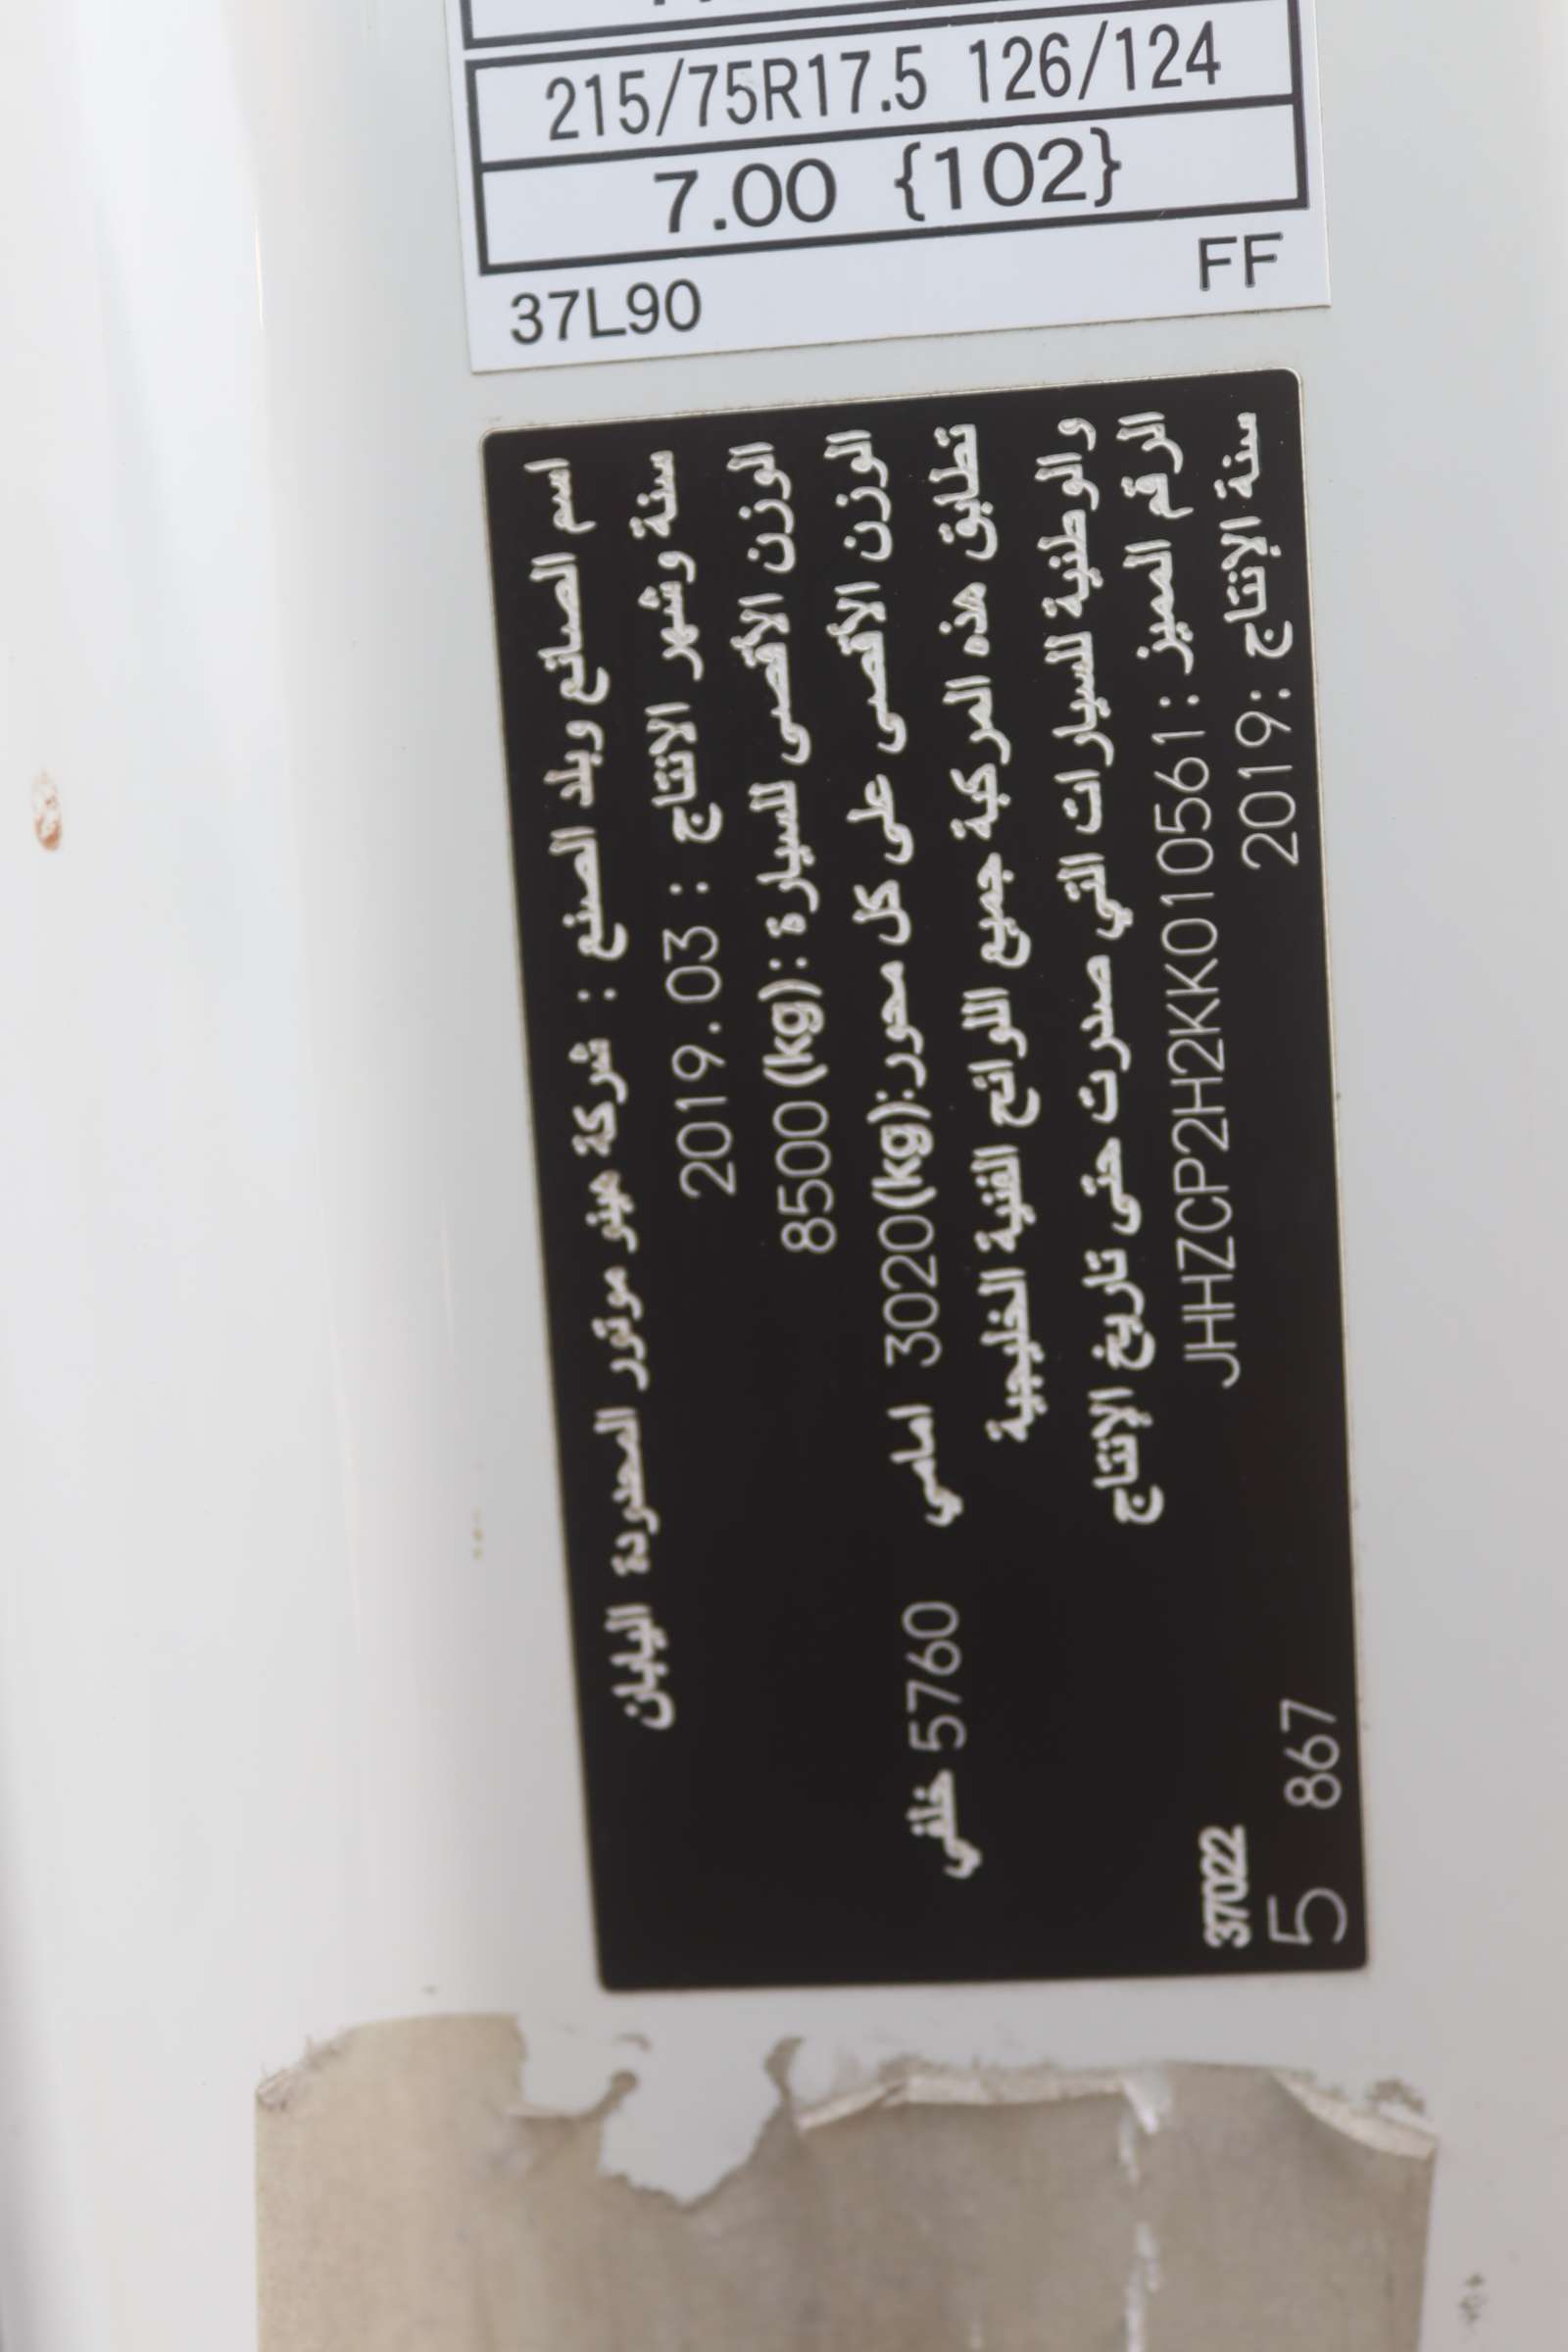 215/75R17.5 126/124
7.00 {102}
37L90 FF
اسم الصانع وبلد الصنع : شركة هينو موتور المحدودة اليابان
سنة وشهر الانتاج : 2019.03
الوزن الأقصى للسيارة :(kg) 8500
الوزن الأقصى على كل محور:(kg) 3020 امامي 5760 خلفي
تطابق هذه المركبة جميع اللوائح الفنية الخليجية
والوطنية للسيارات التي صدرت حتى تاريخ الإنتاج
الرقم المميز : JHHZCP2H2KK010561
سنة الإنتاج :2019
37022
5 867